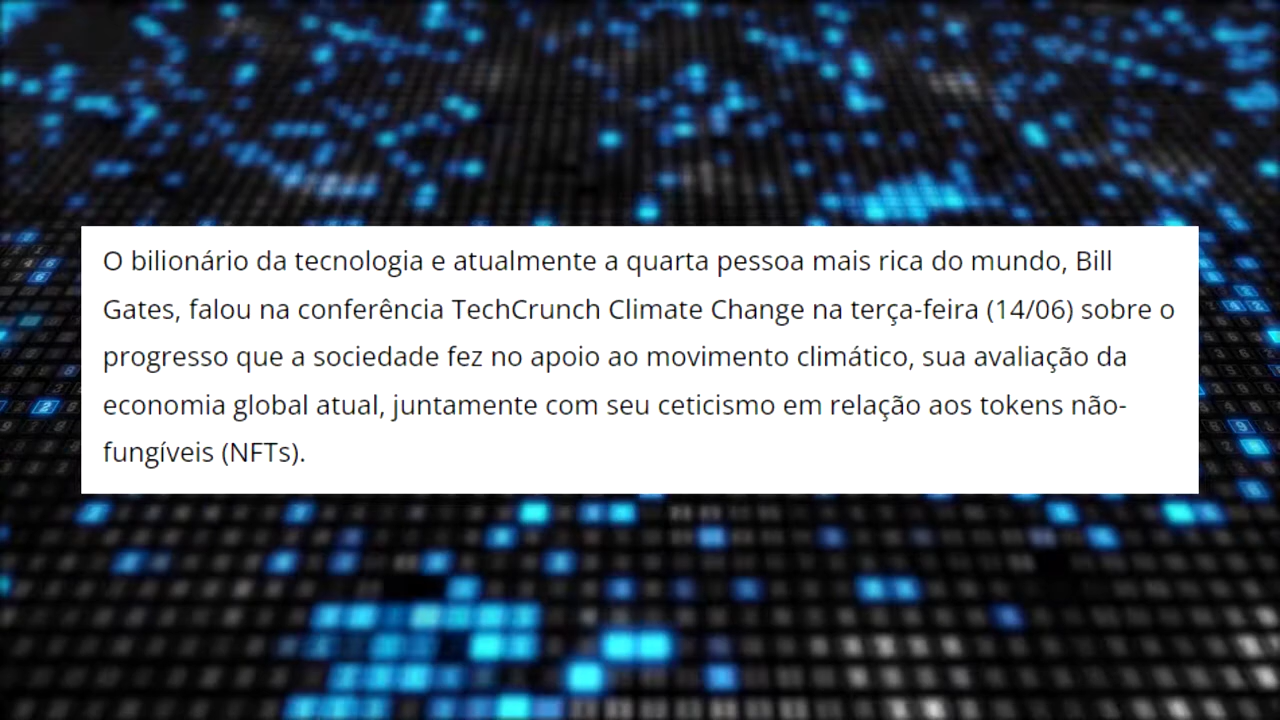 O bilionário da tecnologia e atualmente a quarta pessoa mais rica do mundo, Bill
Gates, falou na conferência TechCrunch Climate Change na terça-feira (14/06) sobre o
progresso que a sociedade fez no apoio ao movimento climático, sua avaliação da
economia global atual, juntamente com seu ceticismo em relação aos tokens não-
fungíveis (NFTs).